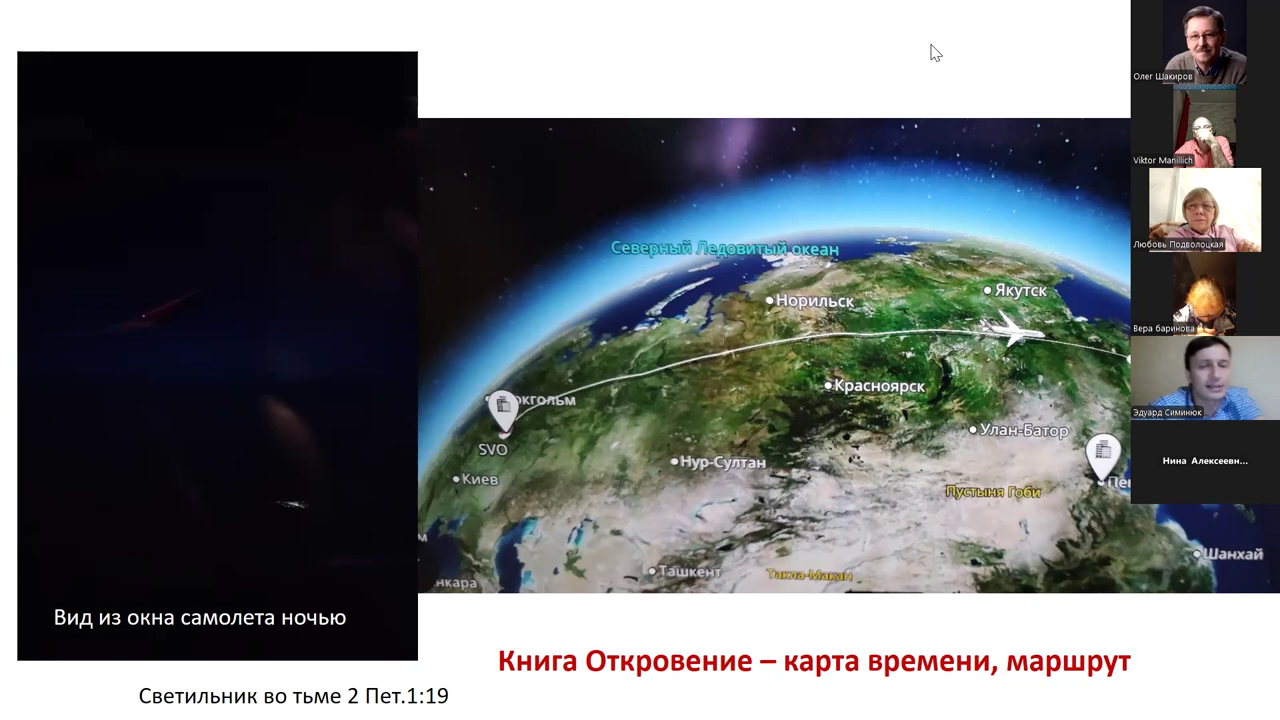 Олег Шакиров
Viktor Manillich
Любовь Подволоцкая
Вера баринова
Эдуард Симинюк
Нина Алексеевн...
Северный Ледовитый океан
Норильск
Якутск
Красноярск
SVO
Улан-Батор
Нур-Султан
Киев
Пустыня Гоби
Шанхай
Ташкент
Такла-Макан
Вид из окна самолета ночью
Книга Откровение – карта времени, маршрут
Светильник во тьме 2 Пет.1:19